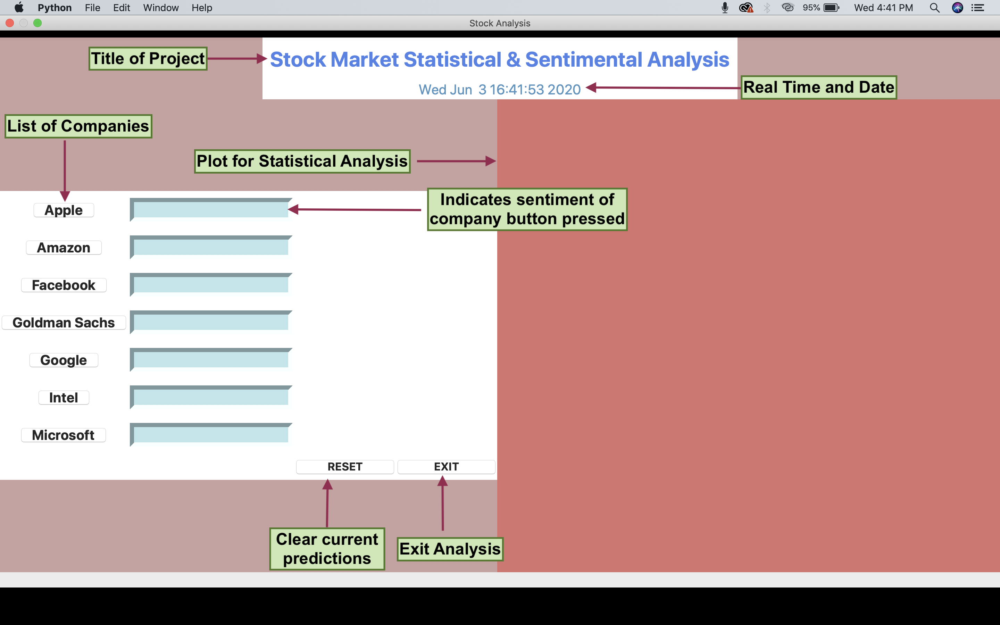 Python File Edit Window Help 95% Wed 4:41 PM
Stock Analysis
Title of Project
Stock Market Statistical & Sentimental Analysis
Wed Jun  3 16:41:53 2020
Real Time and Date
List of Companies
Plot for Statistical Analysis
Indicates sentiment of
company button pressed
Apple
Amazon
Facebook
Goldman Sachs
Google
Intel
Microsoft
RESET EXIT
Clear current
predictions
Exit Analysis